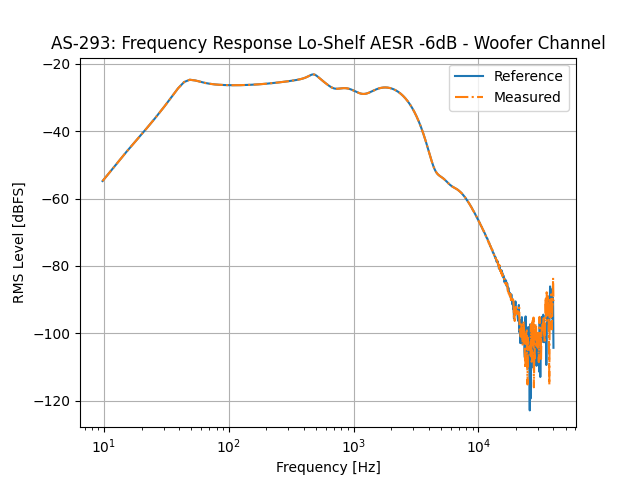 AS-293: Frequency Response Lo-Shelf AESR -6dB - Woofer Channel
Reference
Measured
RMS Level [dBFS]
−20
−40
−60
−80
−100
−120
10¹ 10² 10³ 10⁴
Frequency [Hz]